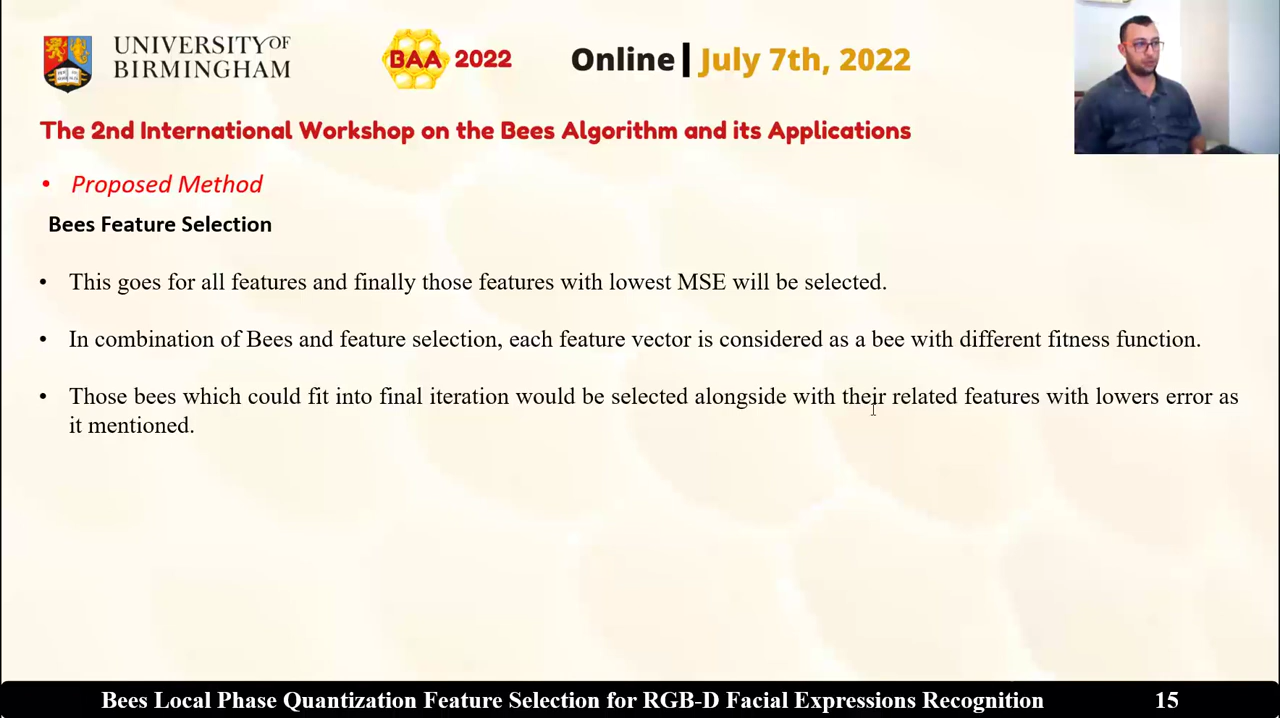 UNIVERSITY OF
BIRMINGHAM
BAA 2022
Online | July 7th, 2022
The 2nd International Workshop on the Bees Algorithm and its Applications
• Proposed Method
Bees Feature Selection
• This goes for all features and finally those features with lowest MSE will be selected.
• In combination of Bees and feature selection, each feature vector is considered as a bee with different fitness function.
• Those bees which could fit into final iteration would be selected alongside with their related features with lowers error as
it mentioned.
Bees Local Phase Quantization Feature Selection for RGB-D Facial Expressions Recognition 15